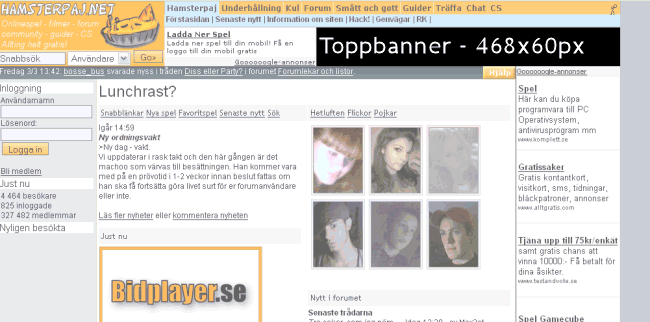 HAMSTERPAJ.NET
Onlinespel - filmer - forum
community - guider - CS
Allting helt gratis!
Snabbsök Användare Go>
Hamsterpaj Underhållning Kul Forum Smått och gott Guider Träffa Chat CS
Förstasidan | Senaste nytt | Information om siten | Hack! | Genvägar | RK |
Ladda Ner Spel
Ladda ner spel till din mobil! Få en
loggo till din mobil gratis
Goooooogle-annonser
Toppbanner - 468x60px
Fredag 3/3 13:42: bosse_bus svarade nyss i tråden Diss eller Party? i forumet Forumlekar och listor.
Hjälp
Inloggning
Användarnamn
Lösenord:
Logga in
Bli medlem
Just nu
4 464 besökare
825 inloggade
327 482 medlemmar
Nyligen besökta
Lunchrast?
Snabblänkar Nya spel Favoritspel Senaste nytt Sök
Igår 14:59
Ny ordningsvakt
>Ny dag - vakt.
Vi uppdaterar i rask takt och den här gången är det
machoo som värvas till besättningen. Han kommer vara
med på en prövotid i 1-2 veckor innan beslut fattas om
han ska få fortsätta göra livet surt för er forumanvändare
eller inte.
Läs fler nyheter eller kommentera nyheten
Just nu
Bidplayer.se
Hetluften Flickor Pojkar
Nytt i forumet
Senaste trådarna
Goooooogle-annonser
Spel
Här kan du köpa
programvara till PC
Operativsystem,
antivirusprogram mm
www.komplett.se
Gratissaker
Gratis kontantkort,
visitkort, sms, tidningar,
bläckpatroner, annonser
www.alltgratis.com
Tjäna upp till 75kr/enkät
samt gratis chans att
vinna 10000:- Få betalt för
dina åsikter.
www.testandvote.se
Spel Gamecube